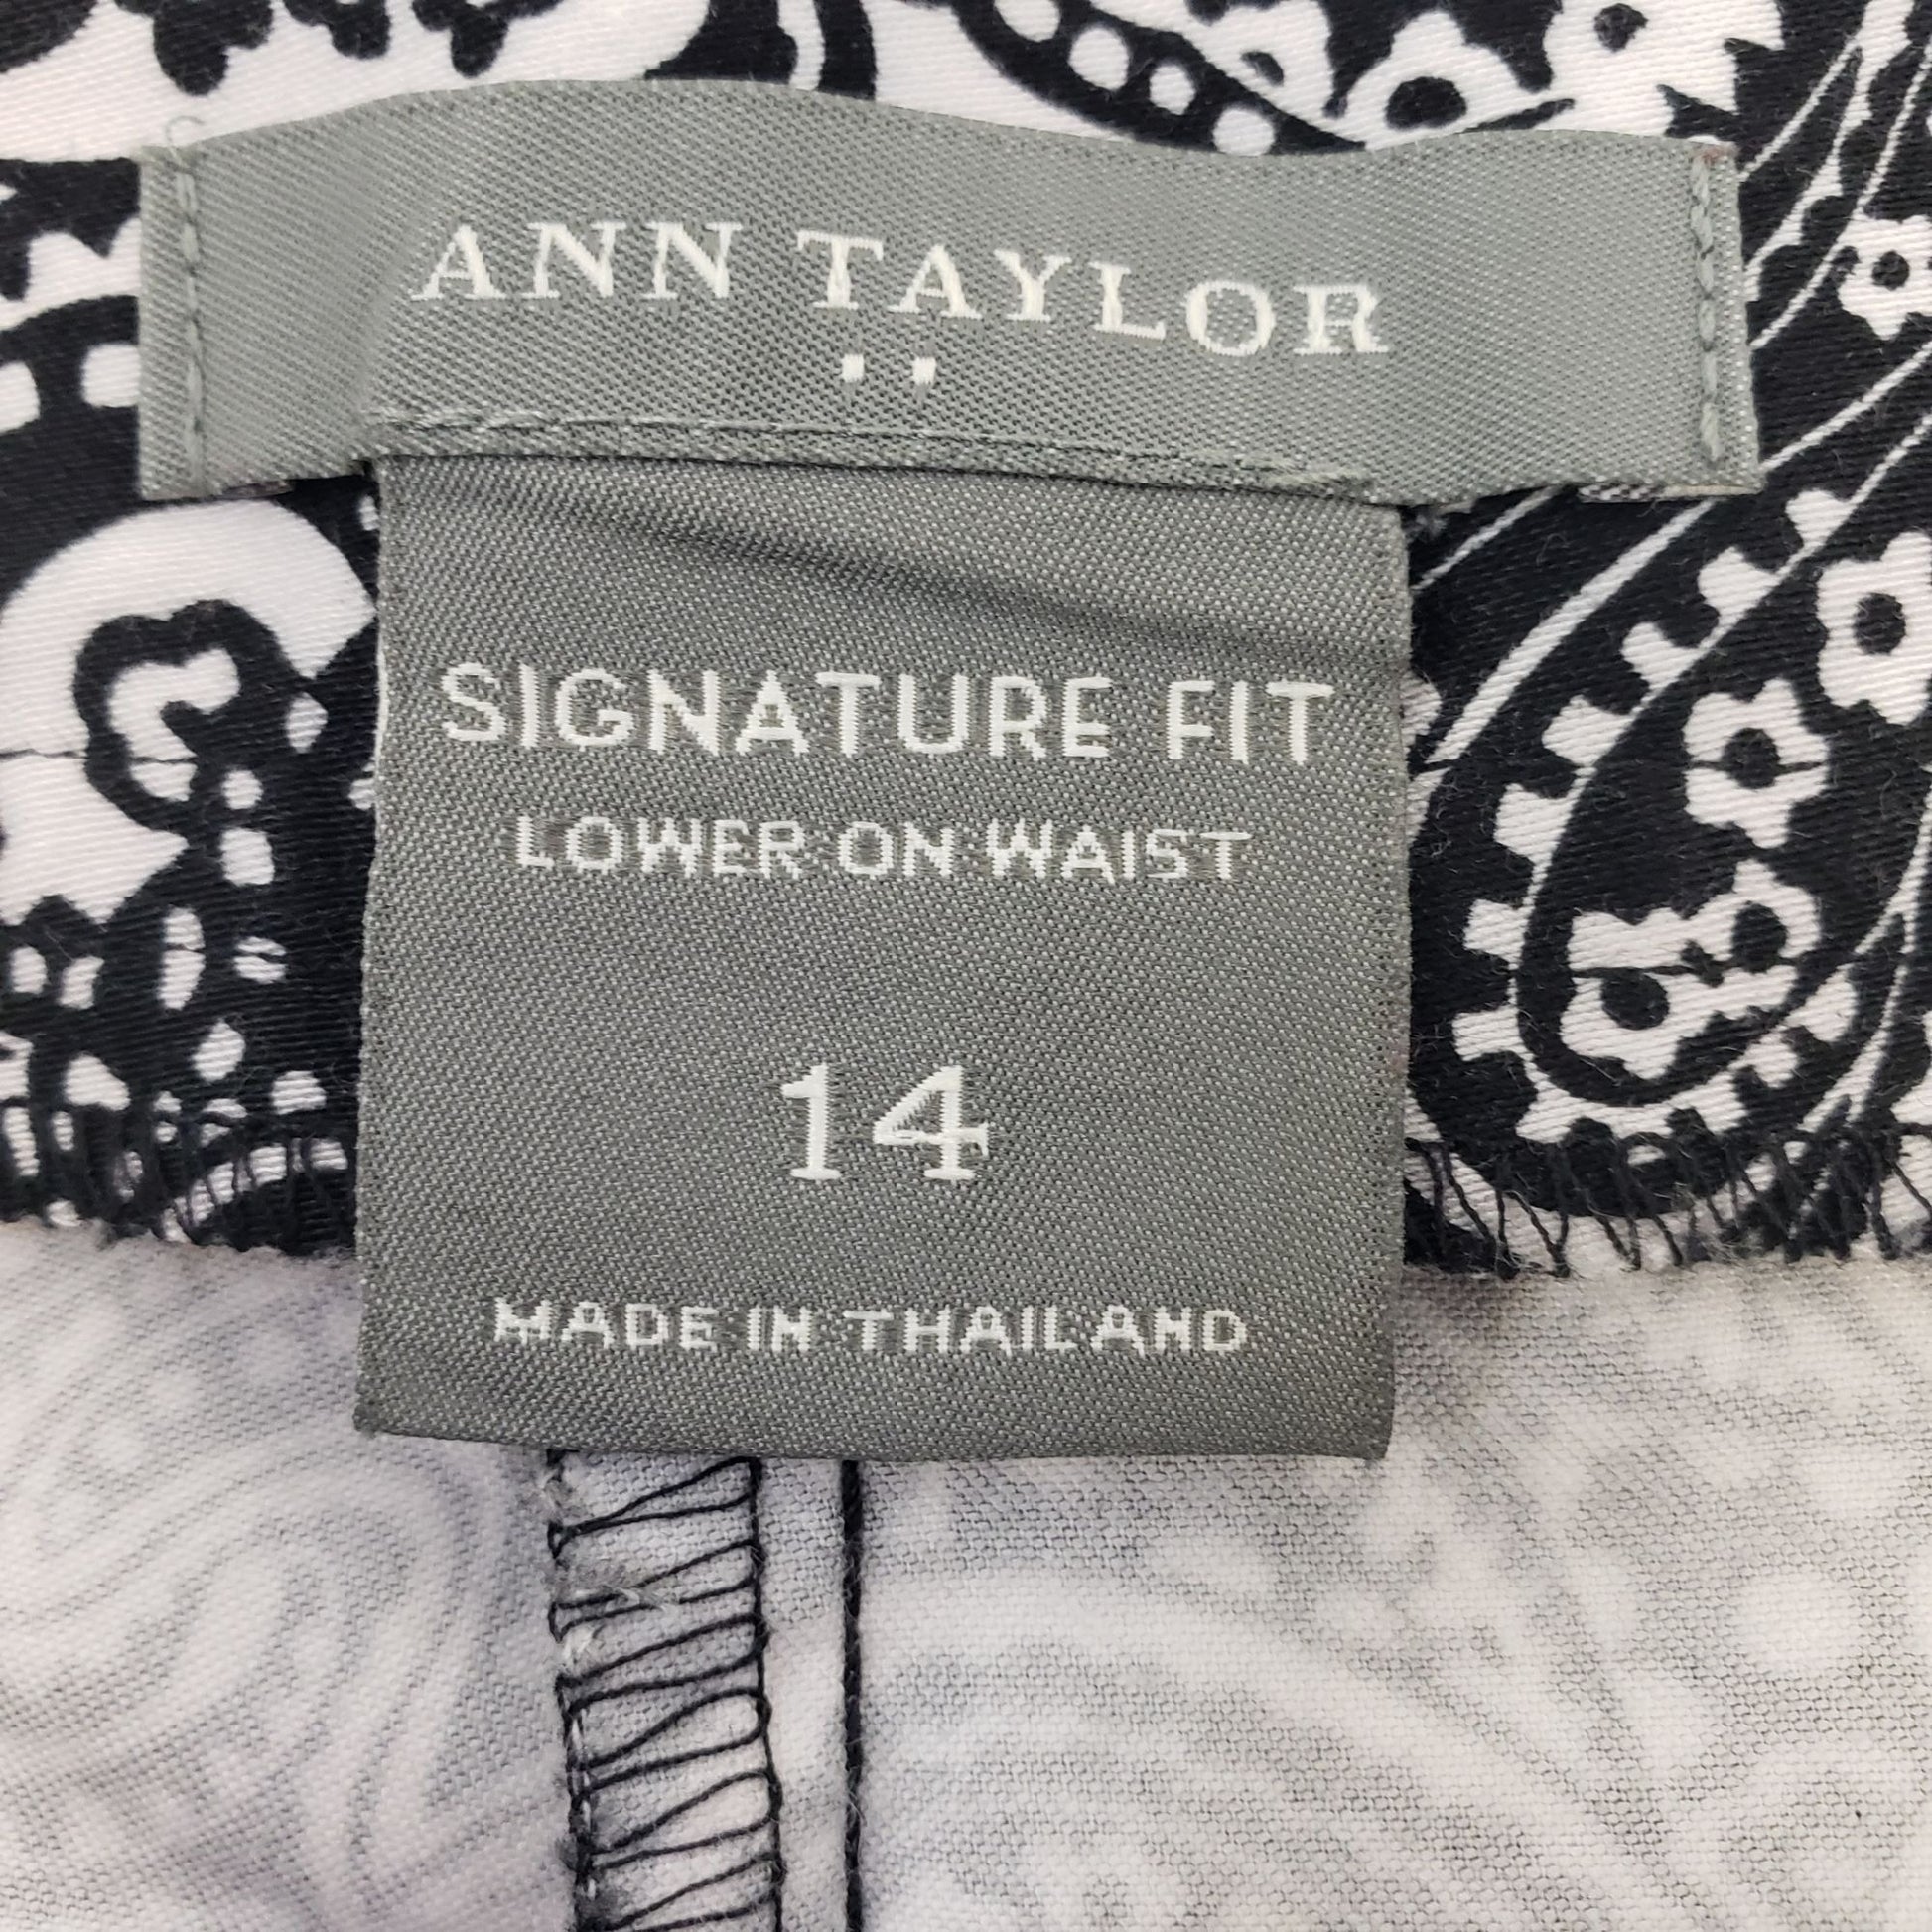 ANN TAYLOR
SIGNATURE FIT
LOWER ON WAIST
14
MADE IN THAILAND